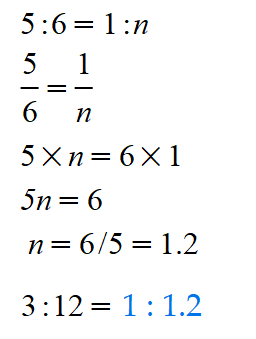 5:6 = 1:n
5/6 = 1/n
5×n = 6×1
5n = 6
n = 6/5 = 1.2
3:12 = 1 : 1.2